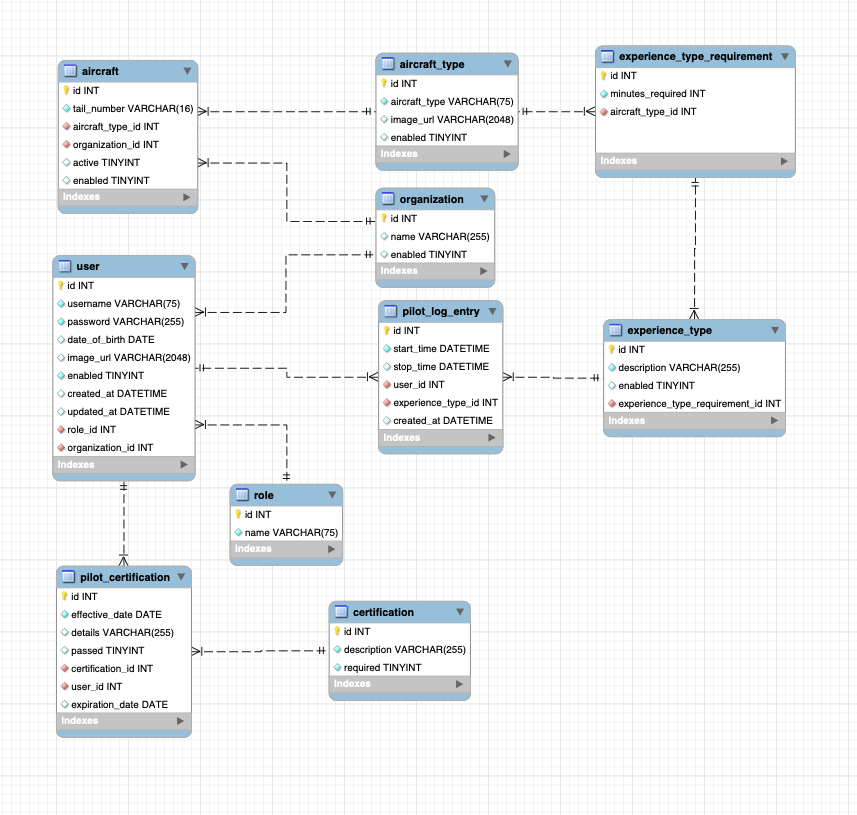 aircraft
id INT
tail_number VARCHAR(16)
aircraft_type_id INT
organization_id INT
active TINYINT
enabled TINYINT
Indexes
aircraft_type
id INT
aircraft_type VARCHAR(75)
image_url VARCHAR(2048)
enabled TINYINT
Indexes
experience_type_requirement
id INT
minutes_required INT
aircraft_type_id INT
Indexes
organization
id INT
name VARCHAR(255)
enabled TINYINT
Indexes
user
id INT
username VARCHAR(75)
password VARCHAR(255)
date_of_birth DATE
image_url VARCHAR(2048)
enabled TINYINT
created_at DATETIME
updated_at DATETIME
role_id INT
organization_id INT
Indexes
pilot_log_entry
id INT
start_time DATETIME
stop_time DATETIME
user_id INT
experience_type_id INT
created_at DATETIME
Indexes
experience_type
id INT
description VARCHAR(255)
enabled TINYINT
experience_type_requirement_id INT
Indexes
role
id INT
name VARCHAR(75)
Indexes
pilot_certification
id INT
effective_date DATE
details VARCHAR(255)
passed TINYINT
certification_id INT
user_id INT
expiration_date DATE
Indexes
certification
id INT
description VARCHAR(255)
required TINYINT
Indexes